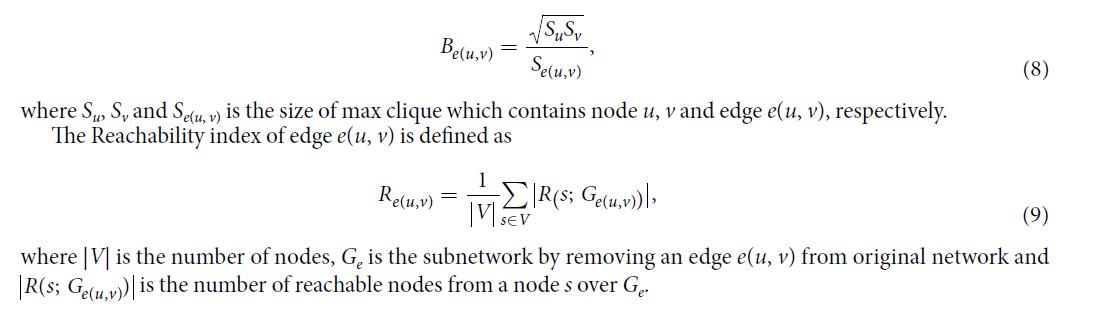 B_{e(u,v)} = \frac{\sqrt{S_u S_v}}{S_{e(u,v)}}, (8)
where S_u, S_v and S_{e(u, v)} is the size of max clique which contains node u, v and edge e(u, v), respectively.
The Reachability index of edge e(u, v) is defined as
R_{e(u,v)} = \frac{1}{|V|} \sum_{s \in V} |R(s; G_{e(u,v)})|, (9)
where |V| is the number of nodes, G_e is the subnetwork by removing an edge e(u, v) from original network and
|R(s; G_{e(u,v)})| is the number of reachable nodes from a node s over G_e.